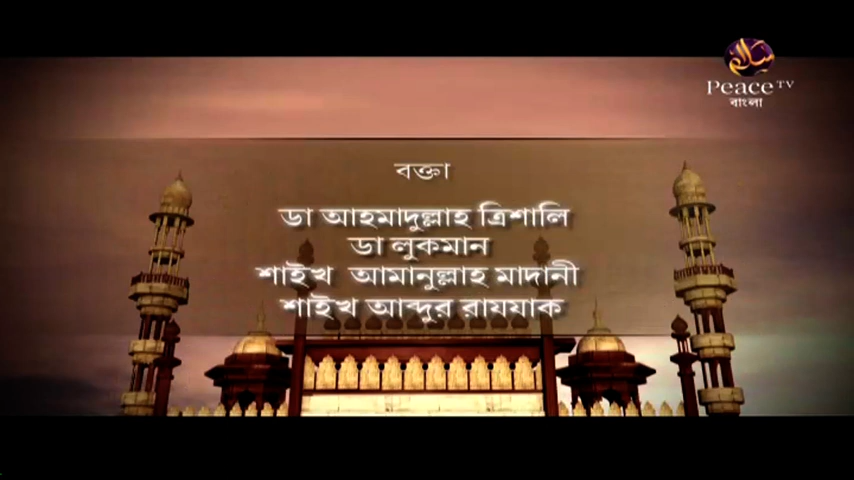 Peace TV
বাংলা
বক্তা
ডা আহমাদুল্লাহ ত্রিশালি
ডা লুকমান
শাইখ আমানুল্লাহ মাদানী
শাইখ আব্দুর রাযযাক